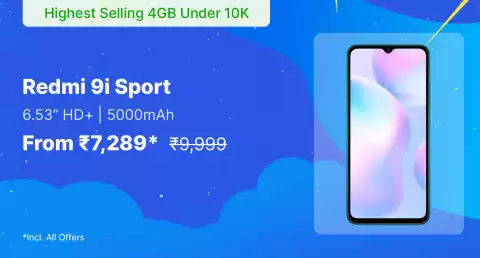 Highest Selling 4GB Under 10K
Redmi 9i Sport
6.53” HD+ | 5000mAh
From ₹7,289* ₹9,999
*Incl. All Offers